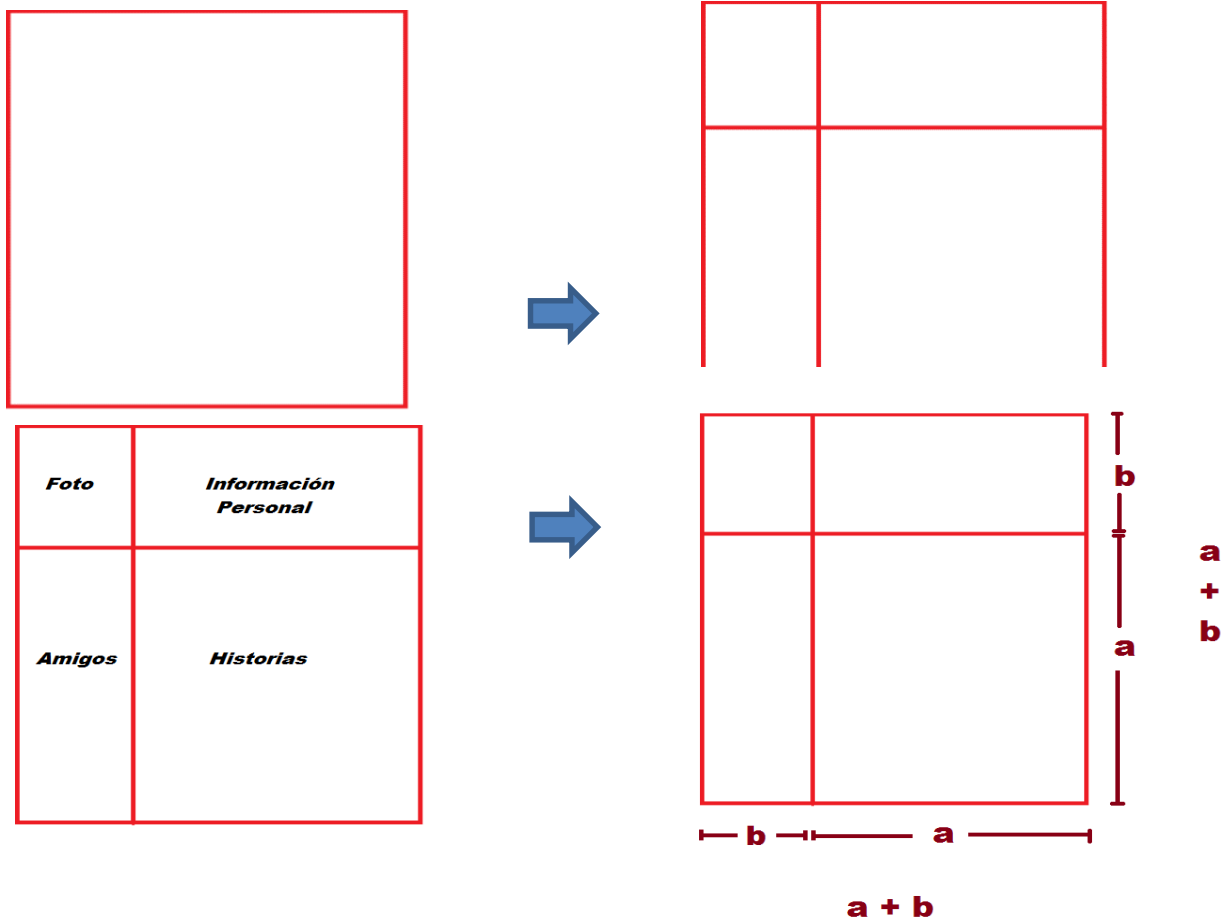 Foto
Información
Personal
Amigos
Historias
b
a
a
+
b
b
a
a + b